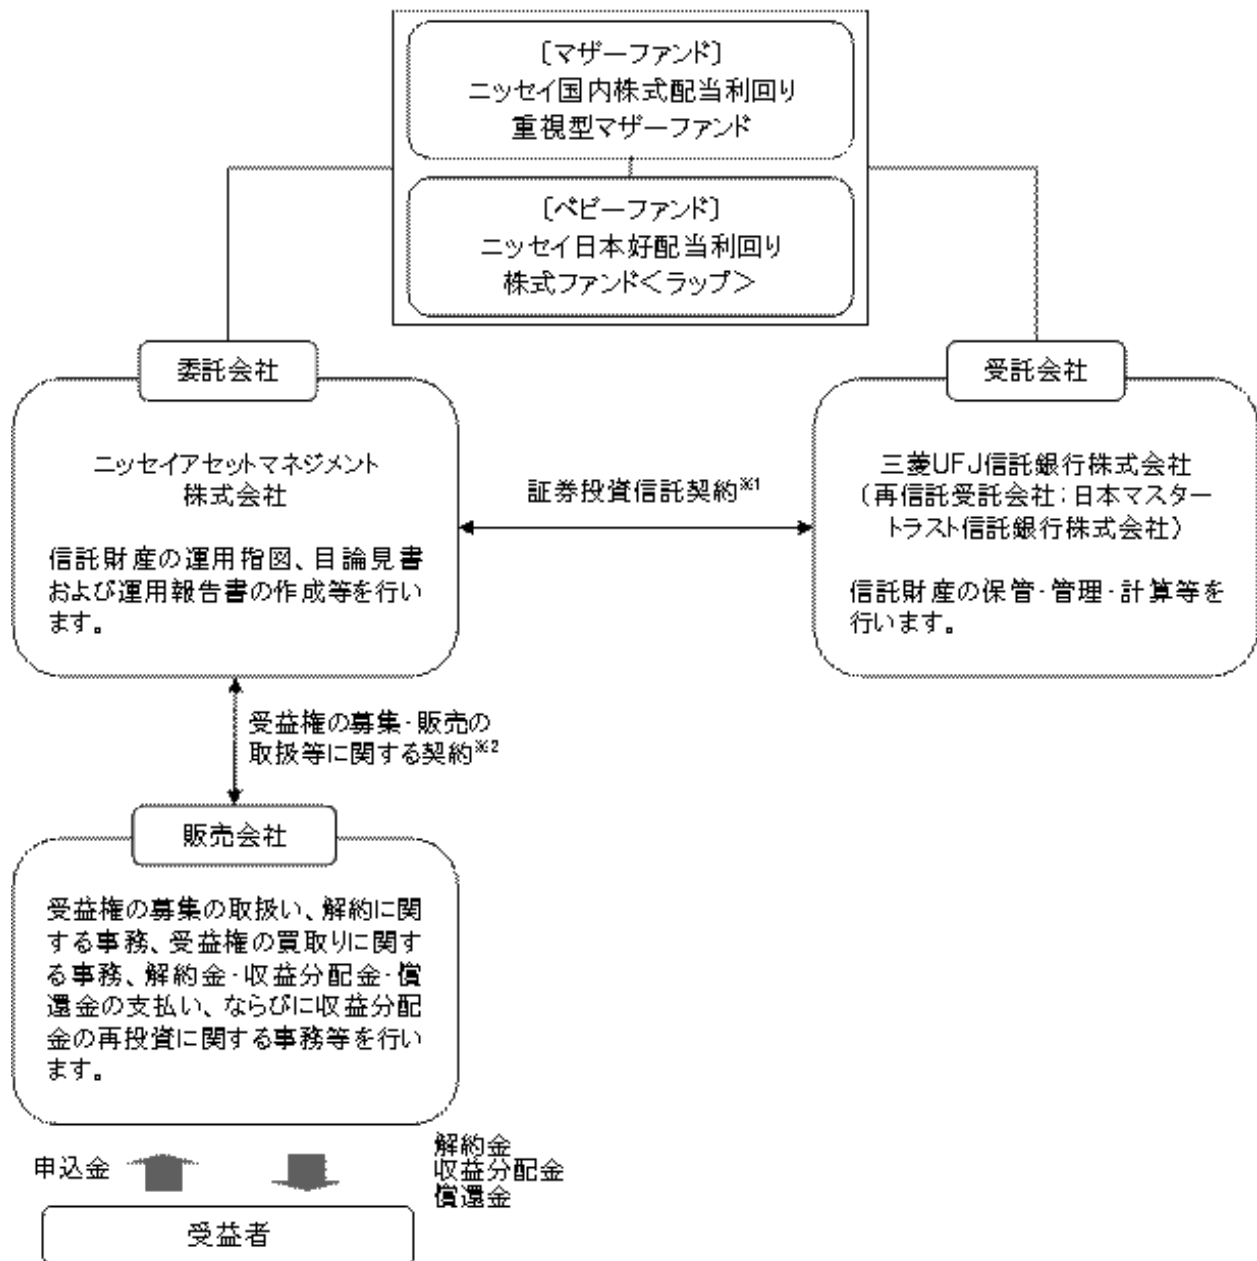 ［マザーファンド］
ニッセイ国内株式配当利回り
重視型マザーファンド
［ベビーファンド］
ニッセイ日本好配当利回り
株式ファンド＜ラップ＞
委託会社
ニッセイアセットマネジメント
株式会社
信託財産の運用指図、目論見書
および運用報告書の作成等を行い
ます。
証券投資信託契約※1
受託会社
三菱UFJ信託銀行株式会社
（再信託受託会社：日本マスター
トラスト信託銀行株式会社）
信託財産の保管・管理・計算等を
行います。
受益権の募集・販売の
取扱等に関する契約※2
販売会社
受益権の募集の取扱い、解約に関
する事務、受益権の買取りに関す
る事務、解約金・収益分配金・償
還金の支払い、ならびに収益分配
金の再投資に関する事務等を行い
ます。
申込金
解約金
収益分配金
償還金
受益者